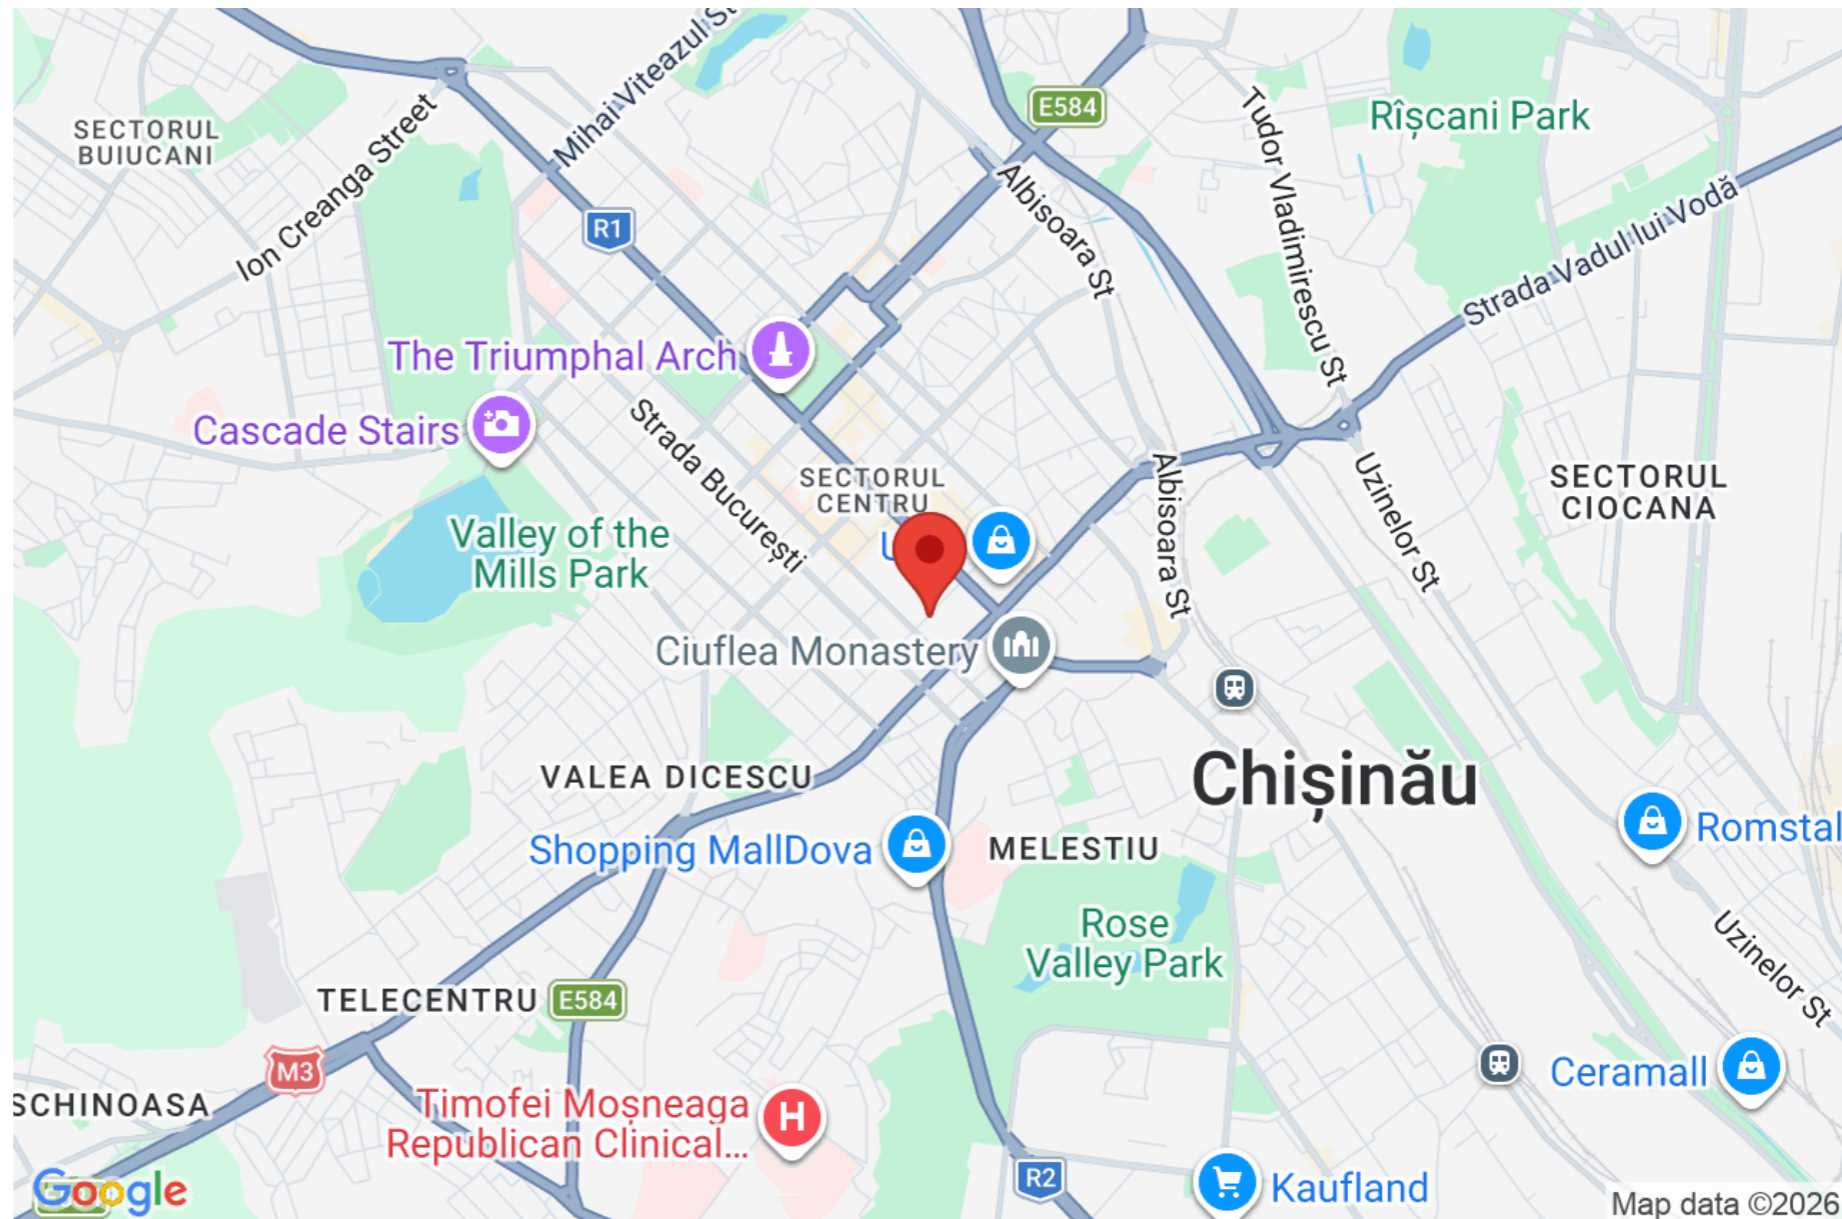 Mihai Viteazul St
E584
Rîșcani Park
SECTORUL
BUIUCANI
Ion Creanga Street
Tudor Vladimirescu St
Albisoara St
R1
Strada Vadul lui Vodă
The Triumphal Arch
Cascade Stairs
Strada București
SECTORUL
CENTRU
Albisoara St
Uzinelor St
SECTORUL
CIOCANA
Valley of the
Mills Park
Ciuflea Monastery
VALEA DICESCU
Chișinău
Shopping MallDova
MELESTIU
Romstal
Rose
Valley Park
Uzinelor St
TELECENTRU
E584
M3
Ceramall
SCHINOASA
Timofei Moșneaga
Republican Clinical...
H
R2
Kaufland
Google
Map data ©2026